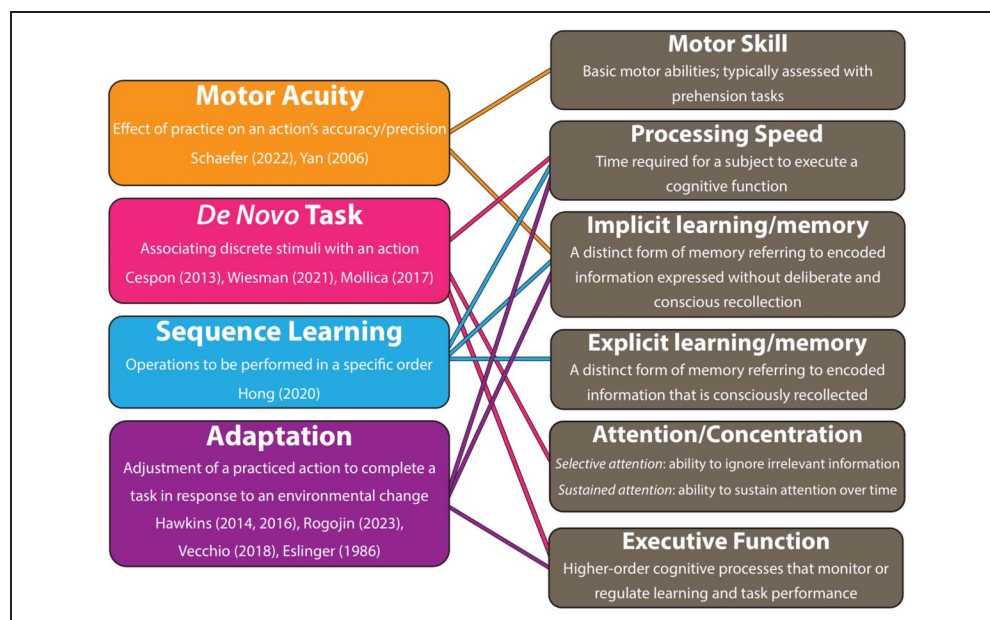 Motor Acuity
Effect of practice on an action's accuracy/precision
Schaefer (2022), Yan (2006)
De Novo Task
Associating discrete stimuli with an action
Cespon (2013), Wiesman (2021), Mollica (2017)
Sequence Learning
Operations to be performed in a specific order
Hong (2020)
Adaptation
Adjustment of a practiced action to complete a
task in response to an environmental change
Hawkins (2014, 2016), Rogojin (2023),
Vecchio (2018), Eslinger (1986)
Motor Skill
Basic motor abilities; typically assessed with
prehension tasks
Processing Speed
Time required for a subject to execute a
cognitive function
Implicit learning/memory
A distinct form of memory referring to encoded
information expressed without deliberate and
conscious recollection
Explicit learning/memory
A distinct form of memory referring to encoded
information that is consciously recollected
Attention/Concentration
Selective attention: ability to ignore irrelevant information
Sustained attention: ability to sustain attention over time
Executive Function
Higher-order cognitive processes that monitor or
regulate learning and task performance